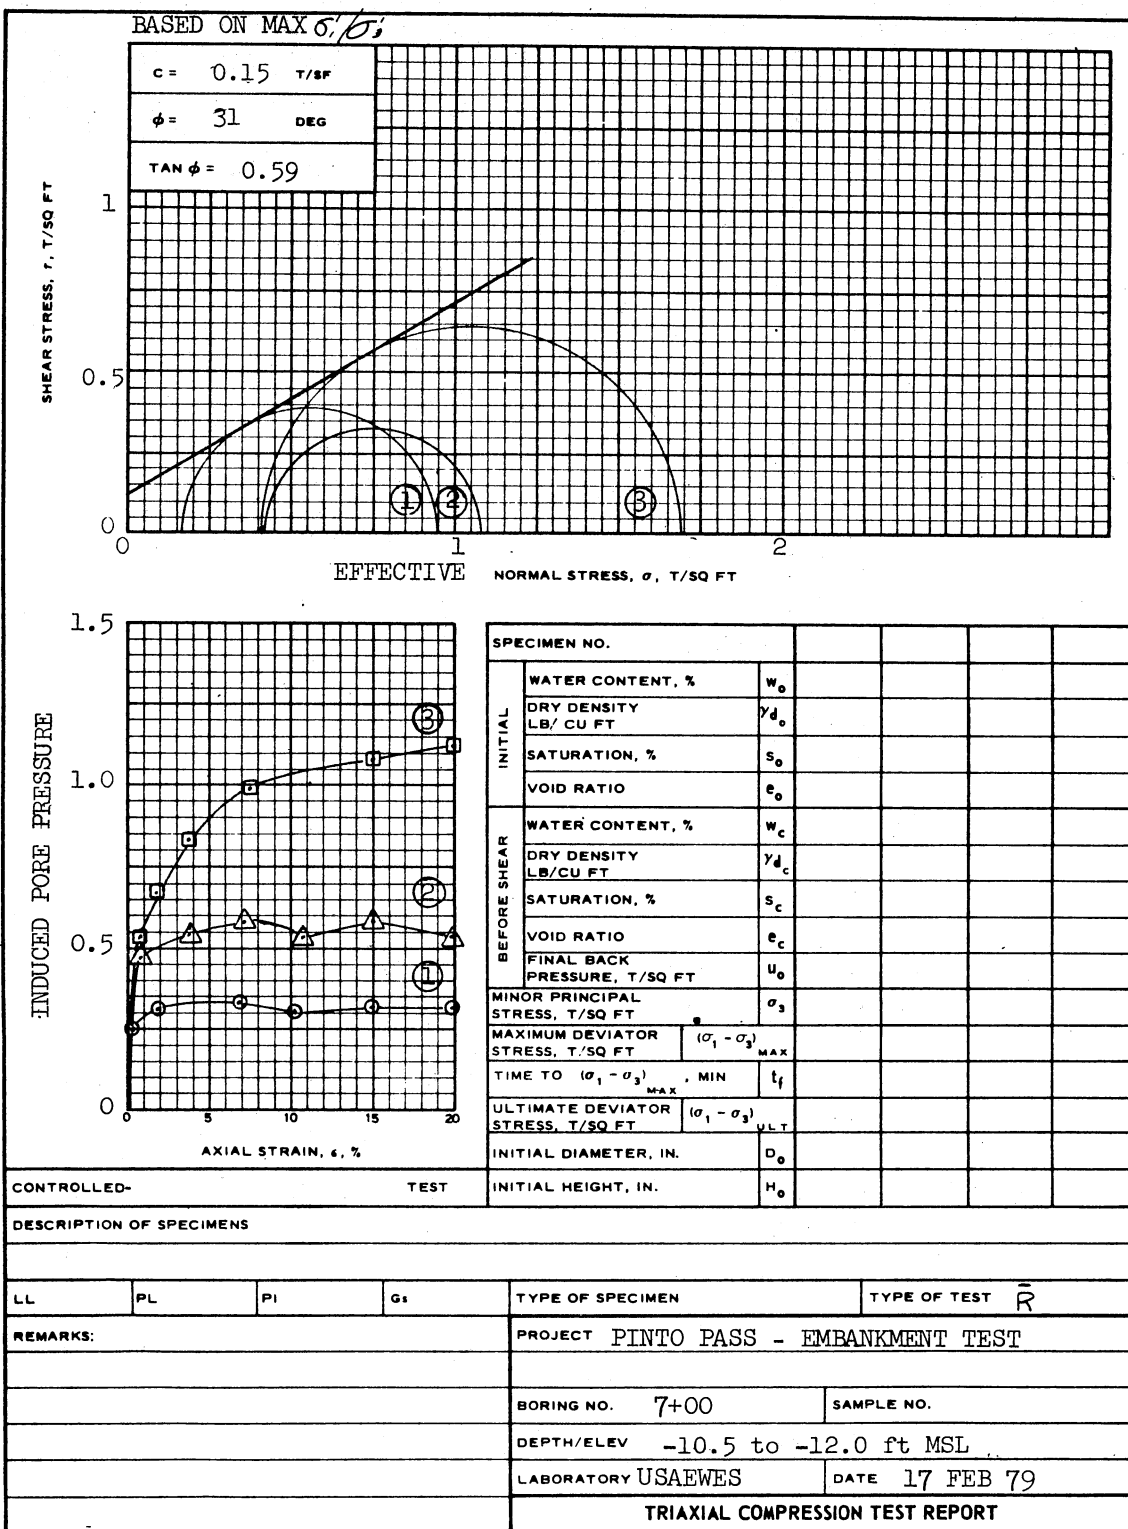 BASED ON MAX σ₁'/σ₃'
C = 0.15 T/SF
φ = 31 DEG
TAN φ = 0.59
SHEAR STRESS, τ, T/SQ FT
1
0.5
0
① ② ③
0 1 2
EFFECTIVE NORMAL STRESS, σ, T/SQ FT
INDUCED PORE PRESSURE
1.5
1.0
0.5
0
③
②
①
0 5 10 15 20
AXIAL STRAIN, ε, %
CONTROLLED- TEST
SPECIMEN NO.
INITIAL
WATER CONTENT, % w₀
DRY DENSITY LB/ CU FT γd₀
SATURATION, % S₀
VOID RATIO e₀
BEFORE SHEAR
WATER CONTENT, % wc
DRY DENSITY LB/CU FT γdc
SATURATION, % Sc
VOID RATIO ec
FINAL BACK PRESSURE, T/SQ FT u₀
MINOR PRINCIPAL STRESS, T/SQ FT σ₃
MAXIMUM DEVIATOR STRESS, T/SQ FT (σ₁ - σ₃) MAX
TIME TO (σ₁ - σ₃) MAX , MIN tf
ULTIMATE DEVIATOR STRESS, T/SQ FT (σ₁ - σ₃) ULT
INITIAL DIAMETER, IN. D₀
INITIAL HEIGHT, IN. H₀
DESCRIPTION OF SPECIMENS
LL PL PI Gs TYPE OF SPECIMEN TYPE OF TEST R̄
REMARKS:
PROJECT PINTO PASS - EMBANKMENT TEST
BORING NO. 7+00 SAMPLE NO.
DEPTH/ELEV -10.5 to -12.0 ft MSL
LABORATORY USAEWES DATE 17 FEB 79
TRIAXIAL COMPRESSION TEST REPORT